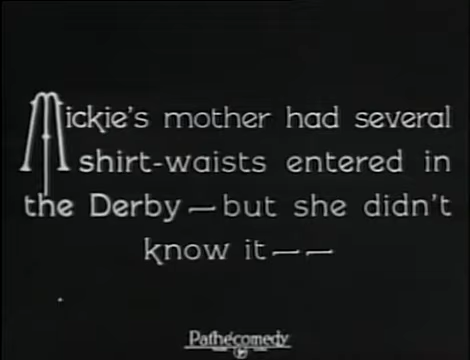 Mickie's mother had several
shirt-waists entered in
the Derby — but she didn't
know it — —
Pathécomedy